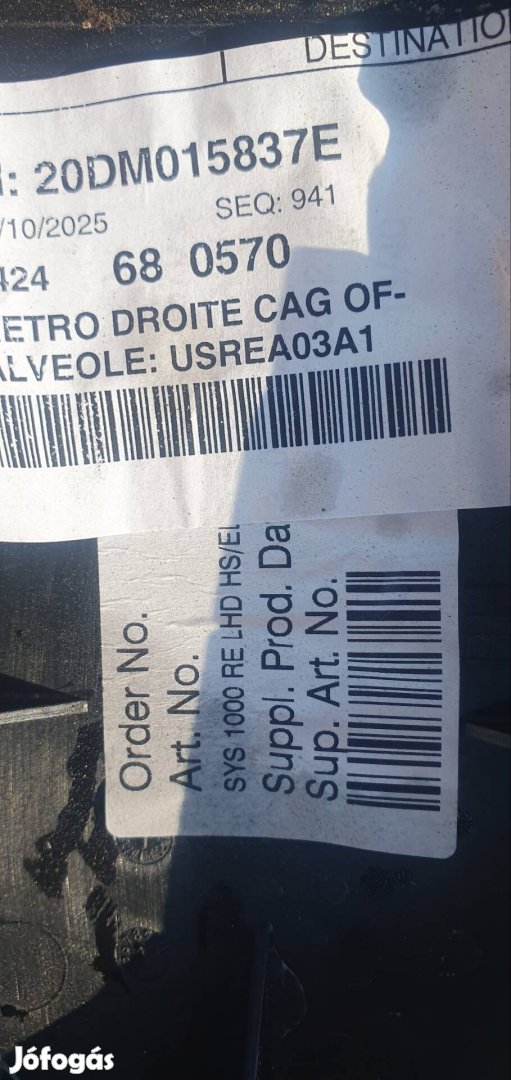 DESTINATIO
: 20DM015837E
/10/2025 SEQ: 941
424 68 0570
ETRO DROITE CAG OF-
ALVEOLE: USREA03A1
Order No.
Art. No.
SYS 1000 RE LHD HS/EL
Suppl. Prod. Da
Sup. Art. No.
Jófogás